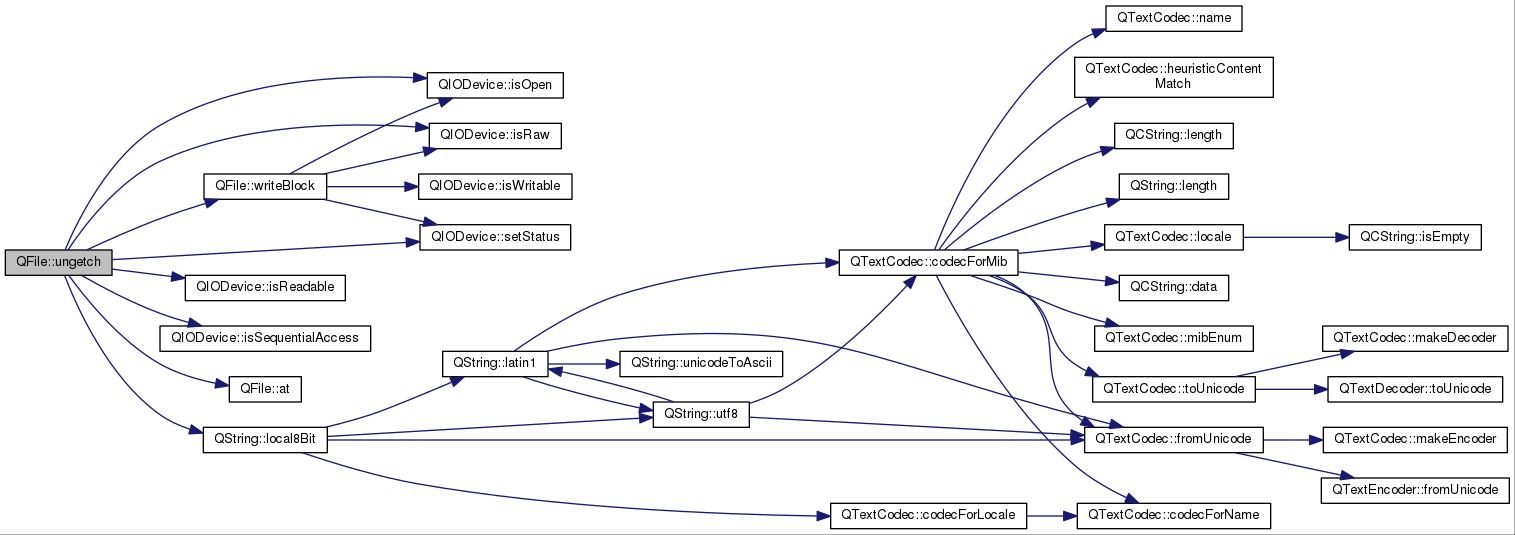 QTextCodec::name
QTextCodec::heuristicContent
Match
QIODevice::isOpen
QIODevice::isRaw
QCString::length
QFile::writeBlock
QIODevice::isWritable
QString::length
QIODevice::setStatus
QTextCodec::locale
QCString::isEmpty
QFile::ungetch
QTextCodec::codecForMib
QIODevice::isReadable
QCString::data
QIODevice::isSequentialAccess
QTextCodec::mibEnum
QTextCodec::makeDecoder
QString::latin1
QString::unicodeToAscii
QFile::at
QTextCodec::toUnicode
QTextDecoder::toUnicode
QString::utf8
QString::local8Bit
QTextCodec::fromUnicode
QTextCodec::makeEncoder
QTextEncoder::fromUnicode
QTextCodec::codecForLocale
QTextCodec::codecForName